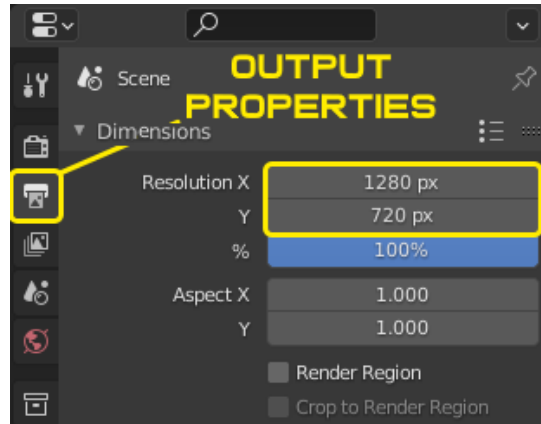 Scene
OUTPUT
PROPERTIES
Dimensions
Resolution X 1280 px
Y 720 px
% 100%
Aspect X 1.000
Y 1.000
Render Region
Crop to Render Region